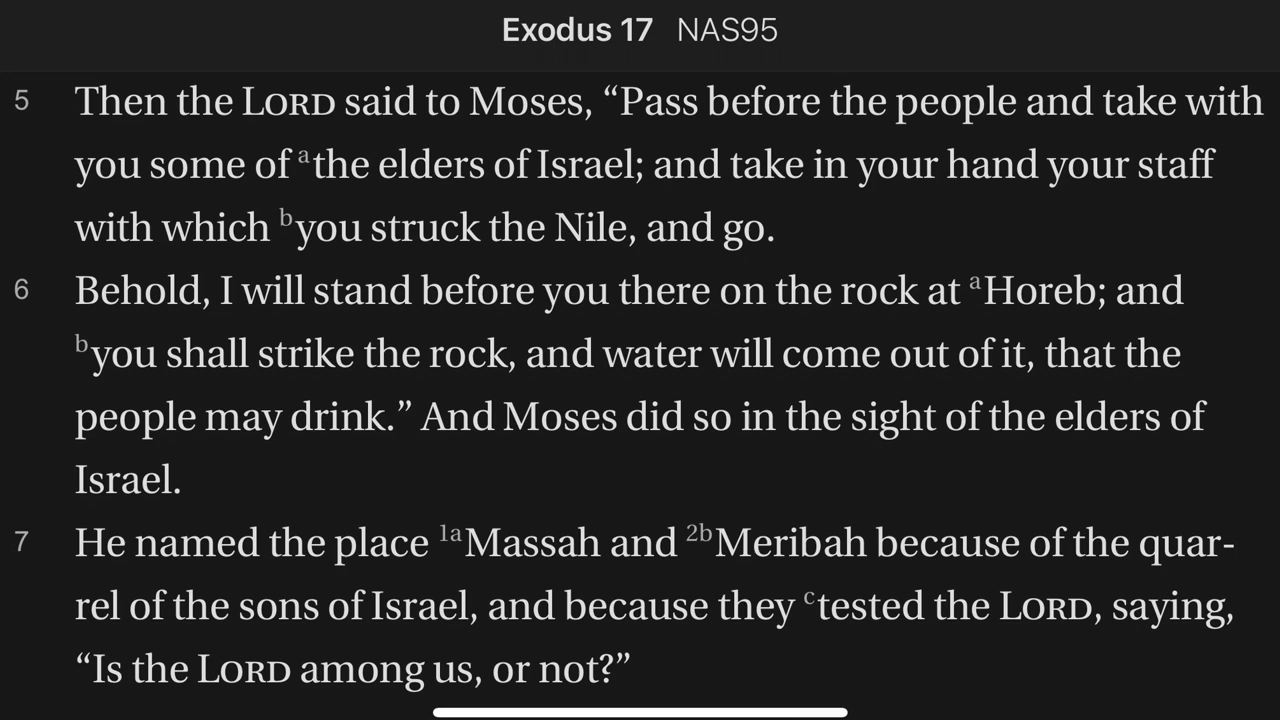 Exodus 17 NAS95
5 Then the LORD said to Moses, “Pass before the people and take with
you some of ᵃthe elders of Israel; and take in your hand your staff
with which ᵇyou struck the Nile, and go.
6 Behold, I will stand before you there on the rock at ᵃHoreb; and
ᵇyou shall strike the rock, and water will come out of it, that the
people may drink.” And Moses did so in the sight of the elders of
Israel.
7 He named the place ¹ᵃMassah and ²ᵇMeribah because of the quar-
rel of the sons of Israel, and because they ᶜtested the LORD, saying,
“Is the LORD among us, or not?”